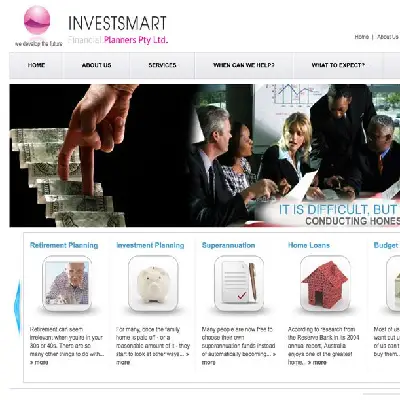 INVESTSMART
Financial Planners Pty Ltd.
we develop the future
Home | About Us
HOME
ABOUT US
SERVICES
WHEN CAN WE HELP?
WHAT TO EXPECT?
IT IS DIFFICULT, BUT
CONDUCTING HONES
Retirement Planning
Investment Planning
Superannuation
Home Loans
Budget
Retirement can seem
irrelevant when you're in your
30s or 40s. There are so
many other things to do with... »
more
For many, once the family
home is paid off - or a
reasonable amount of it - they
start to look at other ways... »
more
Many people are now free to
choose their own
superannuation funds instead
of automatically becoming... »
more
According to research from
the Reserve Bank in its 2004
annual report, Australia
enjoys one of the greatest
home... » more
Most of us
want but ca
out us can't
buy them...
more